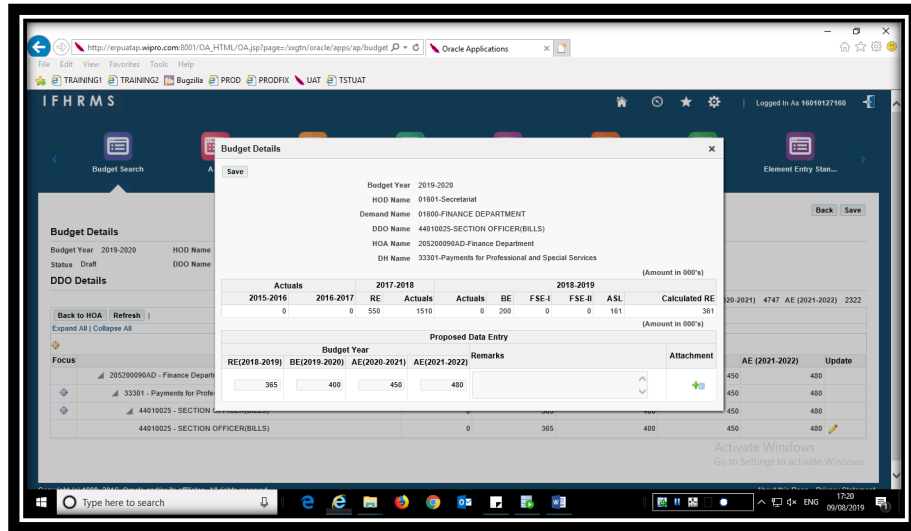 http://erpuatap.wipro.com:8001/OA_HTML/OA.jsp?page=/xxgtn/oracle/apps/ap/budget
Oracle Applications
File Edit View Favorites Tools Help
TRAINING1 TRAINING2 Bugzilla PROD PRODFIX UAT TSTUAT
IFHRMS
Logged In As 16010127160
Budget Search
A
Element Entry Stan...
Budget Details
Save
Budget Year 2019-2020
HOD Name 01601-Secretariat
Demand Name 01600-FINANCE DEPARTMENT
DDO Name 44010025-SECTION OFFICER(BILLS)
HOA Name 205200090AD-Finance Department
DH Name 33301-Payments for Professional and Special Services
(Amount in 000's)
Actuals 2017-2018 2018-2019
2015-2016 2016-2017 RE Actuals Actuals BE FSE-I FSE-II ASL Calculated RE
0 0 550 1510 0 200 0 0 161 361
(Amount in 000's)
Proposed Data Entry
Budget Year Remarks Attachment
RE(2018-2019) BE(2019-2020) AE(2020-2021) AE(2021-2022)
365 400 450 480
Back Save
Budget Details
Budget Year 2019-2020 HOD Name
Status Draft DDO Name
DDO Details
020-2021) 4747 AE (2021-2022) 2322
Back to HOA Refresh |
Expand All | Collapse All
Focus AE (2021-2022) Update
205200090AD - Finance Departm 450 480
33301 - Payments for Profe 450 480
44010025 - SECTION OFFICER(BILLS) 0 365 400 450 480
44010025 - SECTION OFFICER(BILLS) 0 365 400 450 480
Activate Windows
Go to Settings to activate Windows.
Type here to search
ENG
17:20
09/08/2019